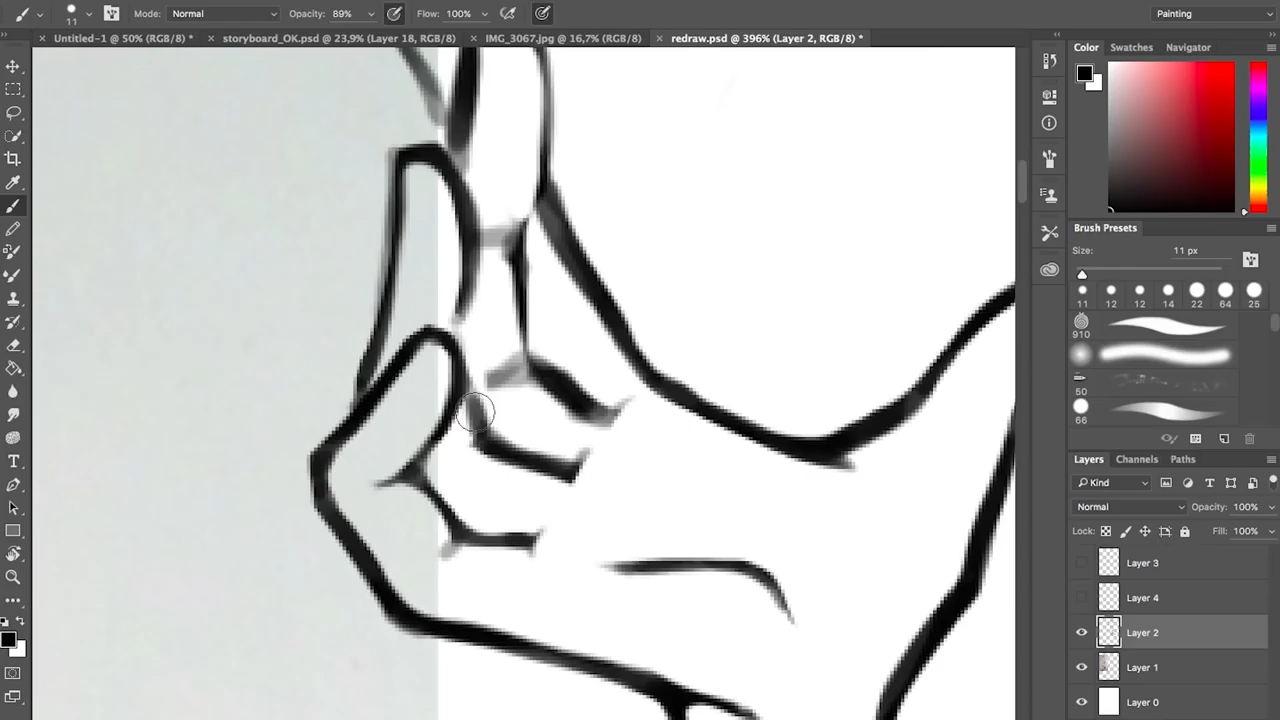 11
Mode: Normal
Opacity: 89%
Flow: 100%
Painting
Untitled-1 @ 50% (RGB/8) *
storyboard_OK.psd @ 23,9% (Layer 18, RGB/8)
IMG_3067.jpg @ 16,7% (RGB/8)
redraw.psd @ 396% (Layer 2, RGB/8) *
Color
Swatches
Navigator
Brush Presets
Size:
11 px
11
12
12
14
22
64
25
910
50
66
Layers
Channels
Paths
Kind
Normal
Opacity: 100%
Lock:
Fill: 100%
Layer 3
Layer 4
Layer 2
Layer 1
Layer 0